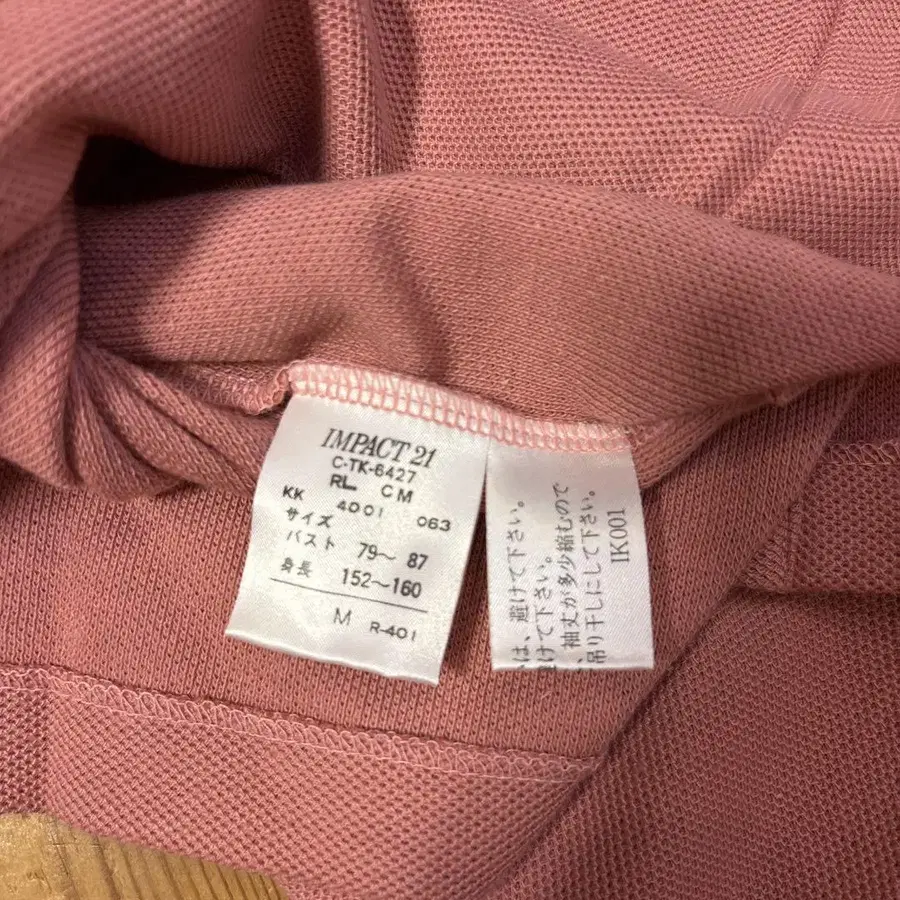 IMPACT 21
C-TK-6427
RL CM
KK 4001 063
サイズ
バスト 79〜 87
身長 152〜160
M R-401
は、避けて下さい。
けて下さい。
、袖丈が多少縮むので
吊り干しにして下さい。
IK001